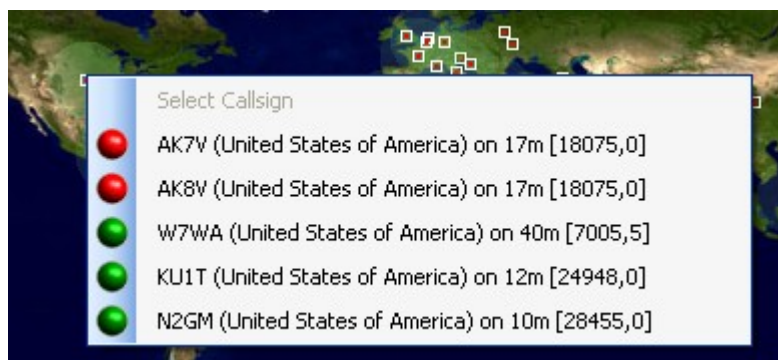 Select Callsign
AK7V (United States of America) on 17m [18075,0]
AK8V (United States of America) on 17m [18075,0]
W7WA (United States of America) on 40m [7005,5]
KU1T (United States of America) on 12m [24948,0]
N2GM (United States of America) on 10m [28455,0]